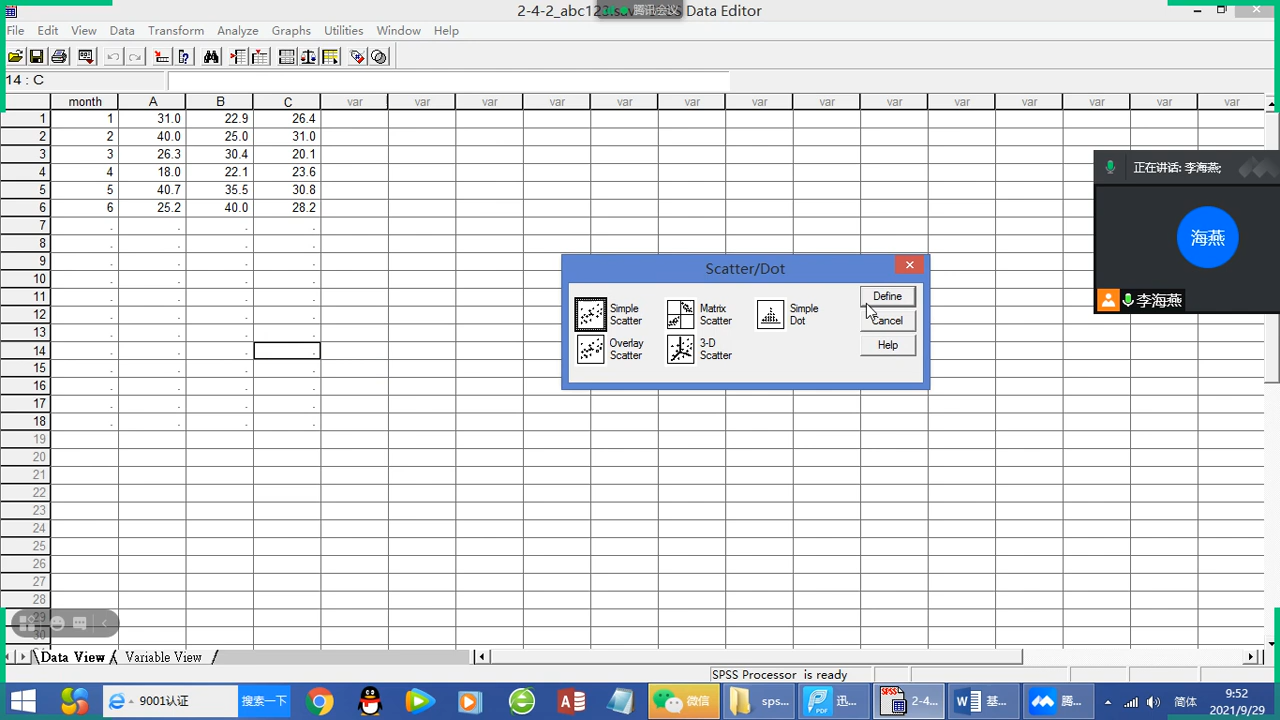 2-4-2_abc123.sav
Data Editor
腾讯会议
File Edit View Data Transform Analyze Graphs Utilities Window Help
14 : C
month A B C var var var var var var var var var var var var var var
1 1 31.0 22.9 26.4
2 2 40.0 25.0 31.0
3 3 26.3 30.4 20.1
4 4 18.0 22.1 23.6
5 5 40.7 35.5 30.8
6 6 25.2 40.0 28.2
7 . . . .
8 . . . .
9 . . . .
10 . . . .
11 . . . .
12 . . . .
13 . . . .
14 . . . .
15 . . . .
16 . . . .
17 . . . .
18 . . . .
19
20
21
22
23
24
25
26
27
28
29
30
正在讲话: 李海燕;
海燕
李海燕
Scatter/Dot
Simple Scatter
Matrix Scatter
Simple Dot
Overlay Scatter
3-D Scatter
Define
Cancel
Help
Data View Variable View
SPSS Processor is ready
9001认证
搜索一下
微信
sps...
迅...
2-4...
基...
腾...
简体
9:52
2021/9/29